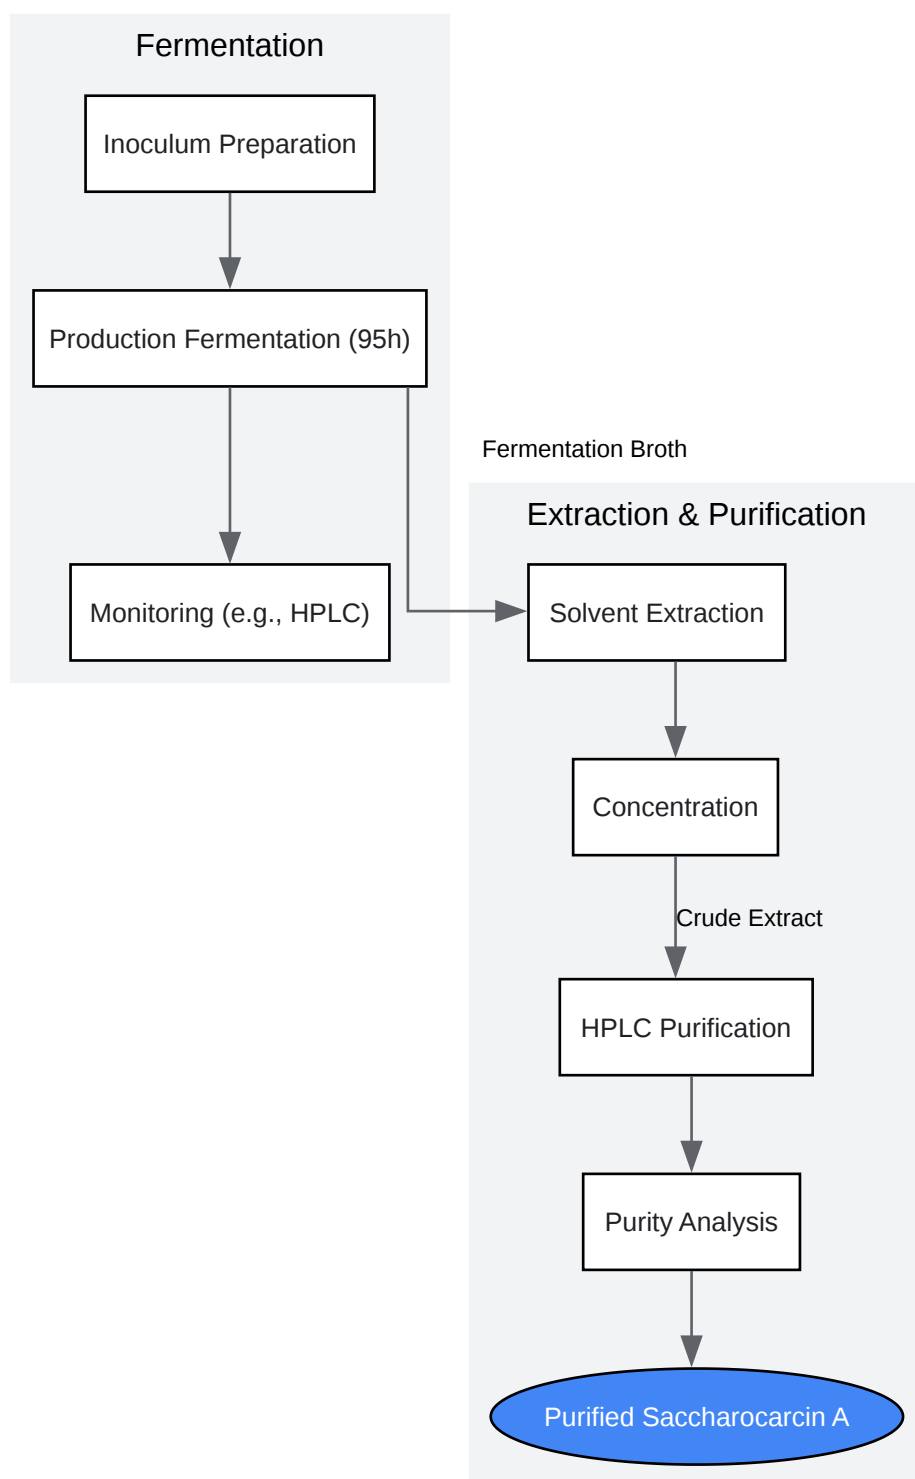 Fermentation
Inoculum Preparation
Production Fermentation (95h)
Monitoring (e.g., HPLC)
Fermentation Broth
Extraction & Purification
Solvent Extraction
Concentration
Crude Extract
HPLC Purification
Purity Analysis
Purified Saccharocarcin A